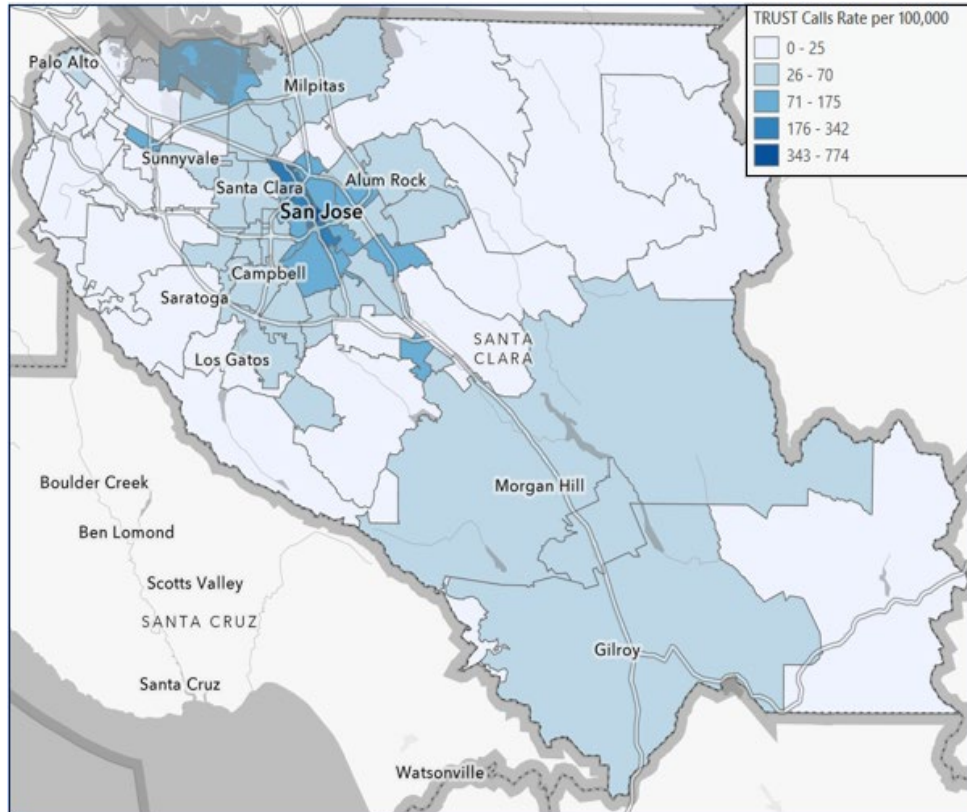 TRUST Calls Rate per 100,000
0 - 25
26 - 70
71 - 175
176 - 342
343 - 774
Palo Alto
Milpitas
Sunnyvale
Santa Clara
Alum Rock
San Jose
Campbell
Saratoga
SANTA
CLARA
Los Gatos
Morgan Hill
Boulder Creek
Ben Lomond
Scotts Valley
SANTA CRUZ
Gilroy
Santa Cruz
Watsonville